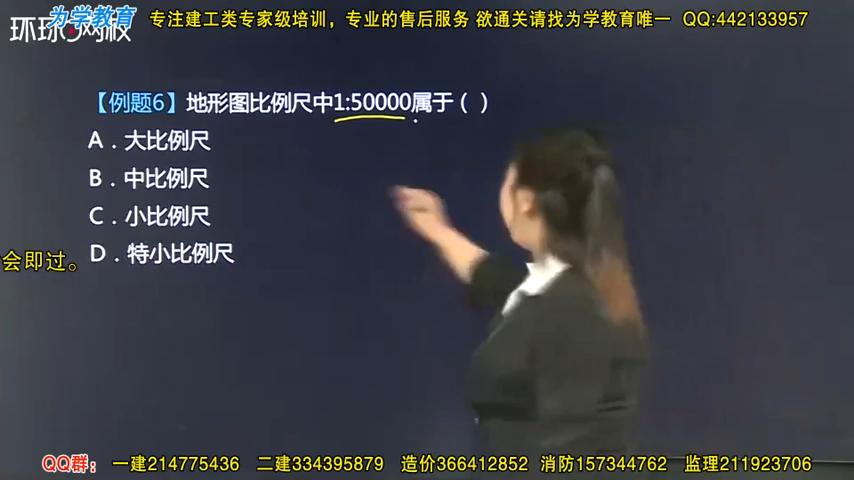 环球网校
为学教育
专注建工类专家级培训，专业的售后服务 欲通关请找为学教育唯一 QQ:442133957
【例题6】地形图比例尺中1:50000属于（ ）
A．大比例尺
B．中比例尺
C．小比例尺
会即过。
D．特小比例尺
QQ群： 一建214775436 二建334395879 造价366412852 消防157344762 监理211923706